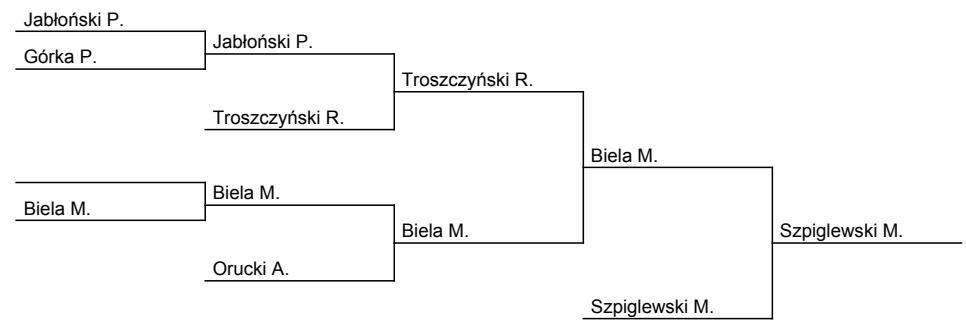 Jabłoński P.
Górka P.
Jabłoński P.
Troszczyński R.
Troszczyński R.
Biela M.
Biela M.
Biela M.
Biela M.
Orucki A.
Szpiglewski M.
Szpiglewski M.